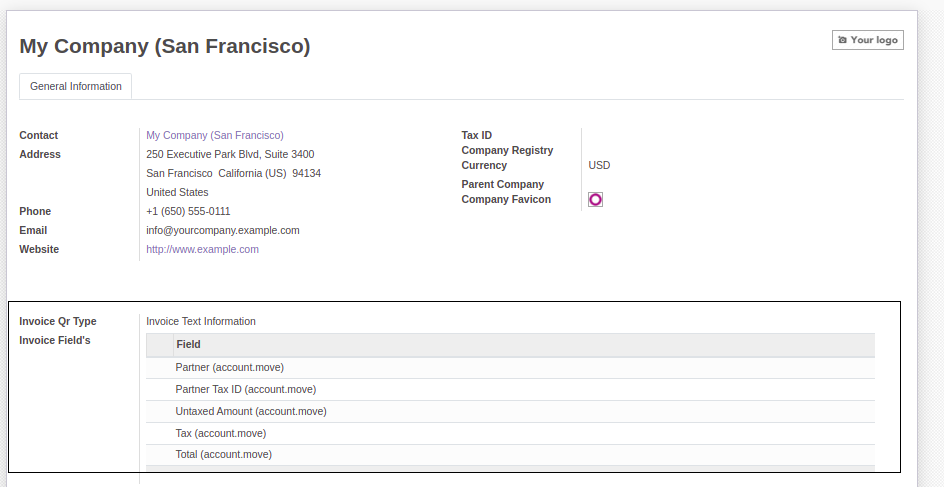 My Company (San Francisco)
Your logo
General Information
Contact My Company (San Francisco)
Address 250 Executive Park Blvd, Suite 3400
San Francisco California (US) 94134
United States
Phone +1 (650) 555-0111
Email info@yourcompany.example.com
Website http://www.example.com
Tax ID
Company Registry
Currency USD
Parent Company
Company Favicon
Invoice Qr Type Invoice Text Information
Invoice Field's
Field
Partner (account.move)
Partner Tax ID (account.move)
Untaxed Amount (account.move)
Tax (account.move)
Total (account.move)